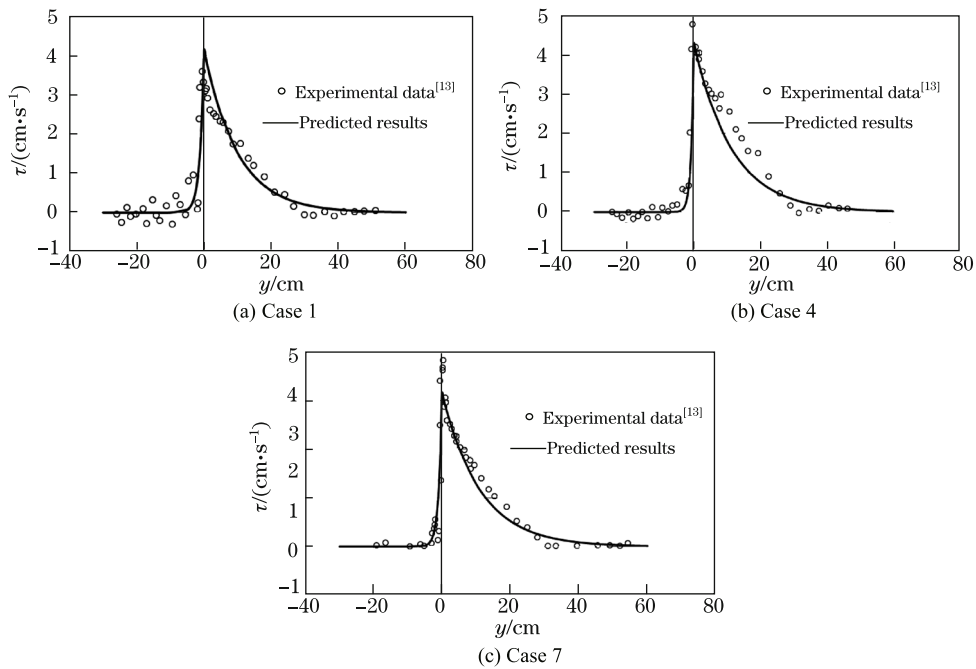 5
4
3
2
1
0
−1
τ/(cm•s⁻¹)
Experimental data[13]
Predicted results
−40 −20 0 20 40 60 80
y/cm
(a) Case 1
5
4
3
2
1
0
−1
τ/(cm•s⁻¹)
Experimental data[13]
Predicted results
−40 −20 0 20 40 60 80
y/cm
(b) Case 4
5
4
3
2
1
0
−1
τ/(cm•s⁻¹)
Experimental data[13]
Predicted results
−40 −20 0 20 40 60 80
y/cm
(c) Case 7